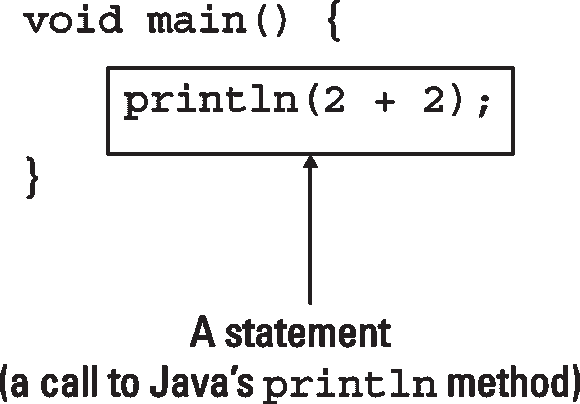 void main() {
println(2 + 2);
}
A statement
(a call to Java’s println method)